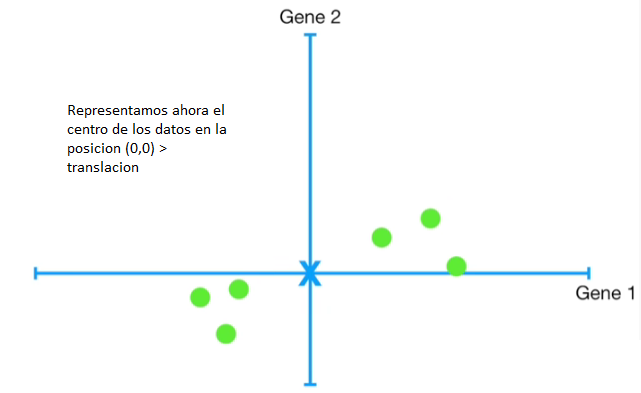 Gene 2
Representamos ahora el
centro de los datos en la
posicion (0,0) >
translacion
Gene 1